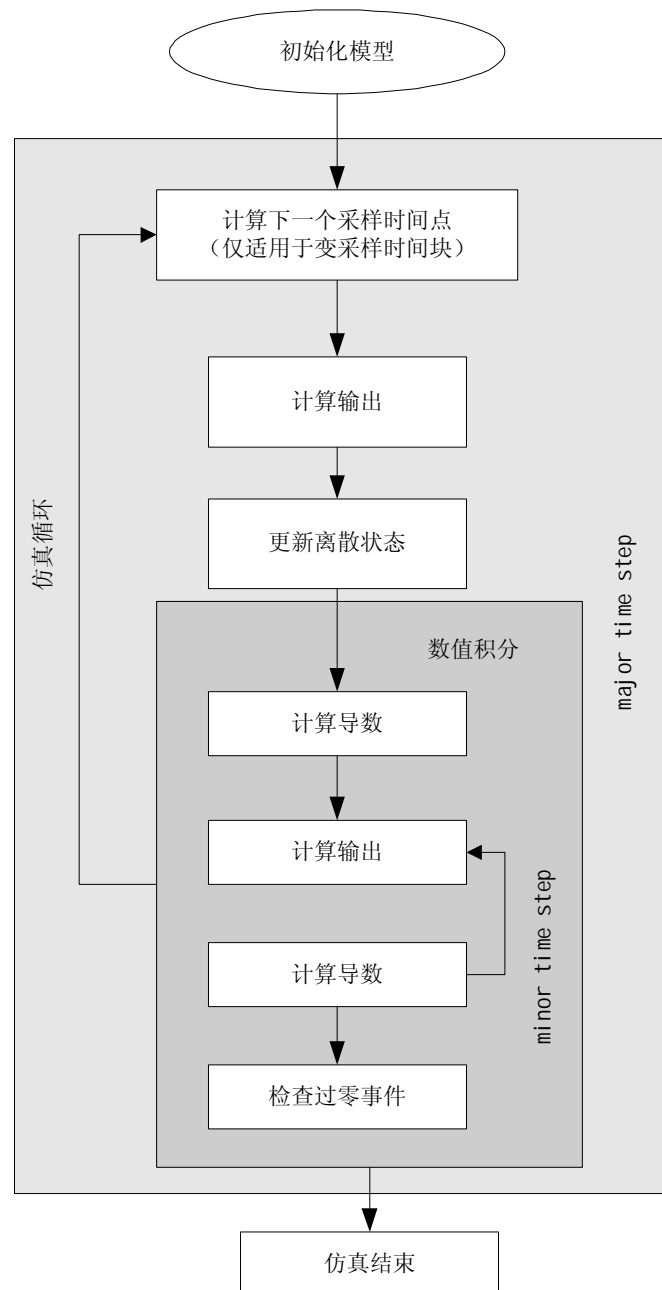 初始化模型
计算下一个采样时间点
（仅适用于变采样时间块）
计算输出
更新离散状态
仿真循环
major time step
数值积分
计算导数
计算输出
minor time step
计算导数
检查过零事件
仿真结束